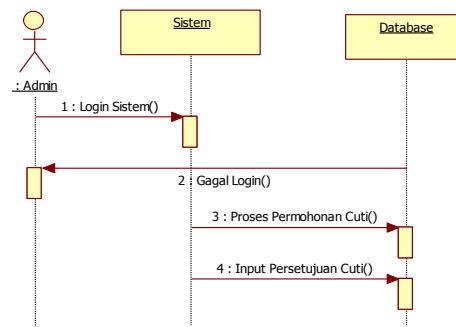 Sistem
Database
: Admin
1 : Login Sistem()
2 : Gagal Login()
3 : Proses Permohonan Cuti()
4 : Input Persetujuan Cuti()